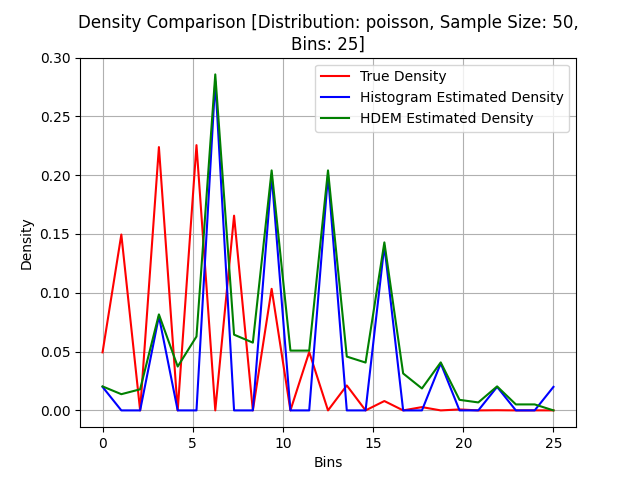 Density Comparison [Distribution: poisson, Sample Size: 50,
Bins: 25]
True Density
Histogram Estimated Density
HDEM Estimated Density
Density
0.30
0.25
0.20
0.15
0.10
0.05
0.00
0 5 10 15 20 25
Bins